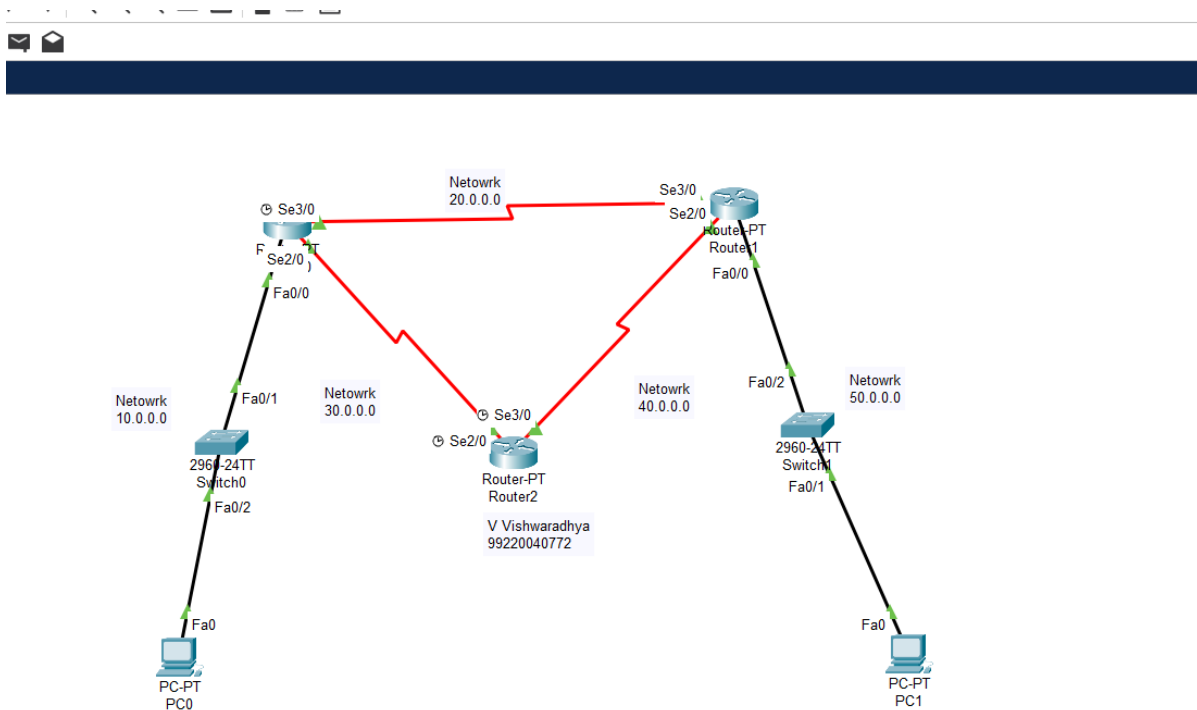 Netowrk
20.0.0.0
Se3/0
Se3/0
Se2/0
Router-PT
Router1
Se2/0
Fa0/0
Fa0/0
Netowrk
10.0.0.0
Fa0/1
Netowrk
30.0.0.0
Netowrk
40.0.0.0
Fa0/2
Netowrk
50.0.0.0
Se3/0
Se2/0
2960-24TT
Switch0
Fa0/2
Router-PT
Router2
2960-24TT
Switch1
Fa0/1
V Vishwaradhya
99220040772
Fa0
PC-PT
PC0
Fa0
PC-PT
PC1